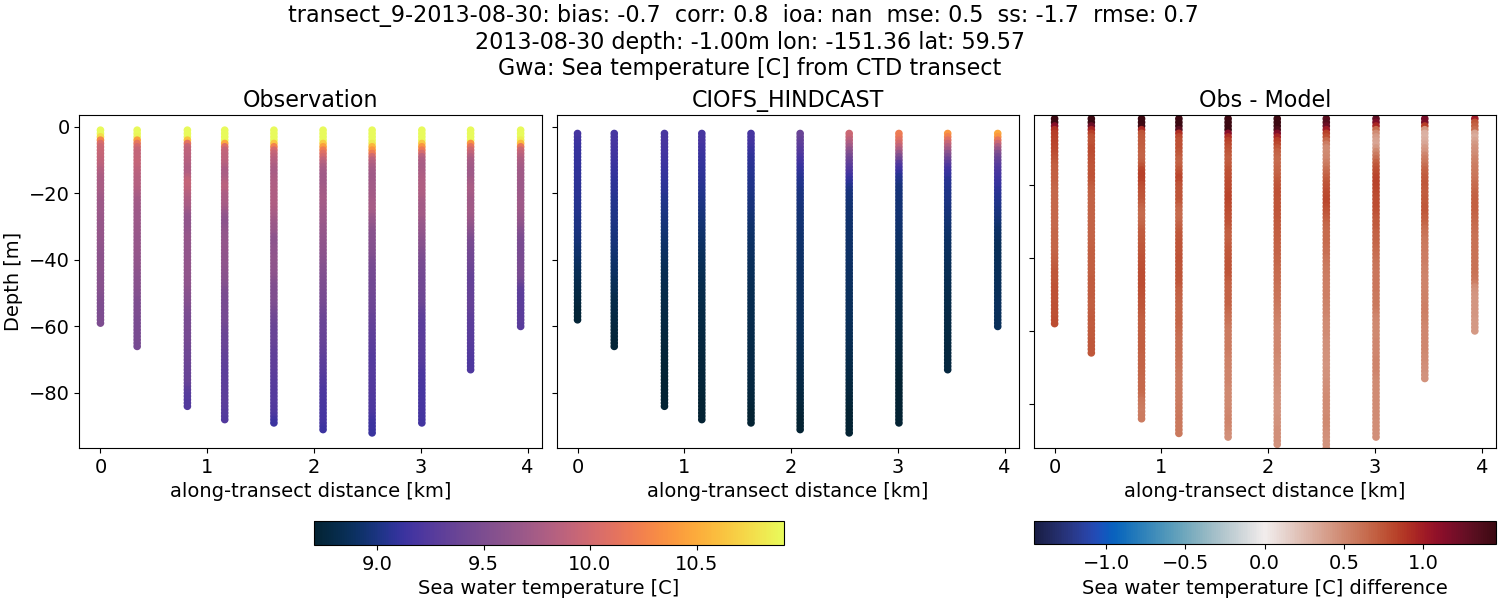 transect_9-2013-08-30: bias: -0.7  corr: 0.8  ioa: nan  mse: 0.5  ss: -1.7  rmse: 0.7
2013-08-30 depth: -1.00m lon: -151.36 lat: 59.57
Gwa: Sea temperature [C] from CTD transect
Observation
CIOFS_HINDCAST
Obs - Model
Depth [m]
0
−20
−40
−60
−80
0 1 2 3 4
0 1 2 3 4
0 1 2 3 4
along-transect distance [km]
along-transect distance [km]
along-transect distance [km]
9.0 9.5 10.0 10.5
Sea water temperature [C]
−1.0 −0.5 0.0 0.5 1.0
Sea water temperature [C] difference